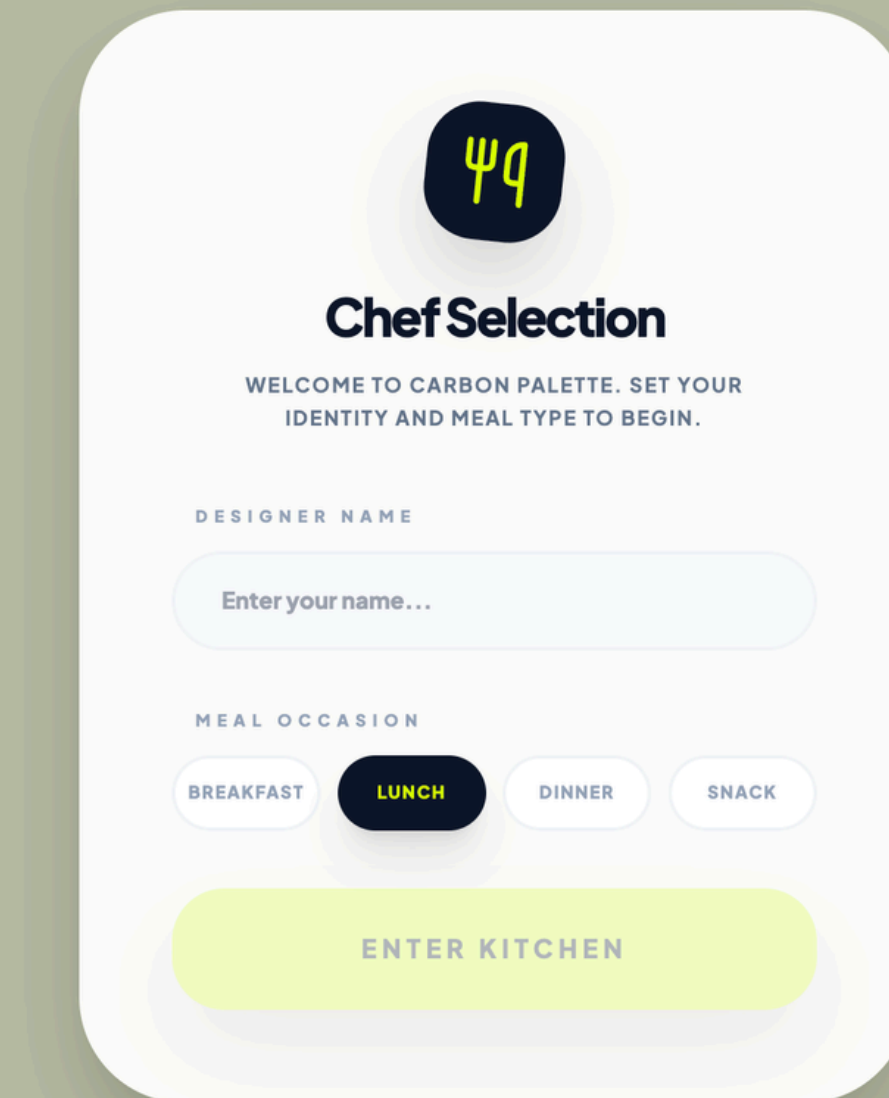 Chef Selection
WELCOME TO CARBON PALETTE. SET YOUR
IDENTITY AND MEAL TYPE TO BEGIN.
DESIGNER NAME
Enter your name...
MEAL OCCASION
BREAKFAST
LUNCH
DINNER
SNACK
ENTER KITCHEN